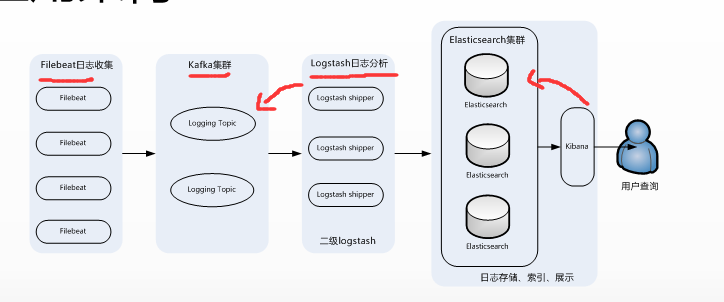 Filebeat日志收集
Filebeat
Filebeat
Filebeat
Filebeat
Kafka集群
Logging Topic
Logging Topic
Logstash日志分析
Logstash shipper
Logstash shipper
Logstash shipper
二级logstash
Elasticsearch集群
Elasticsearch
Elasticsearch
Elasticsearch
Kibana
日志存储、索引、展示
用户查询